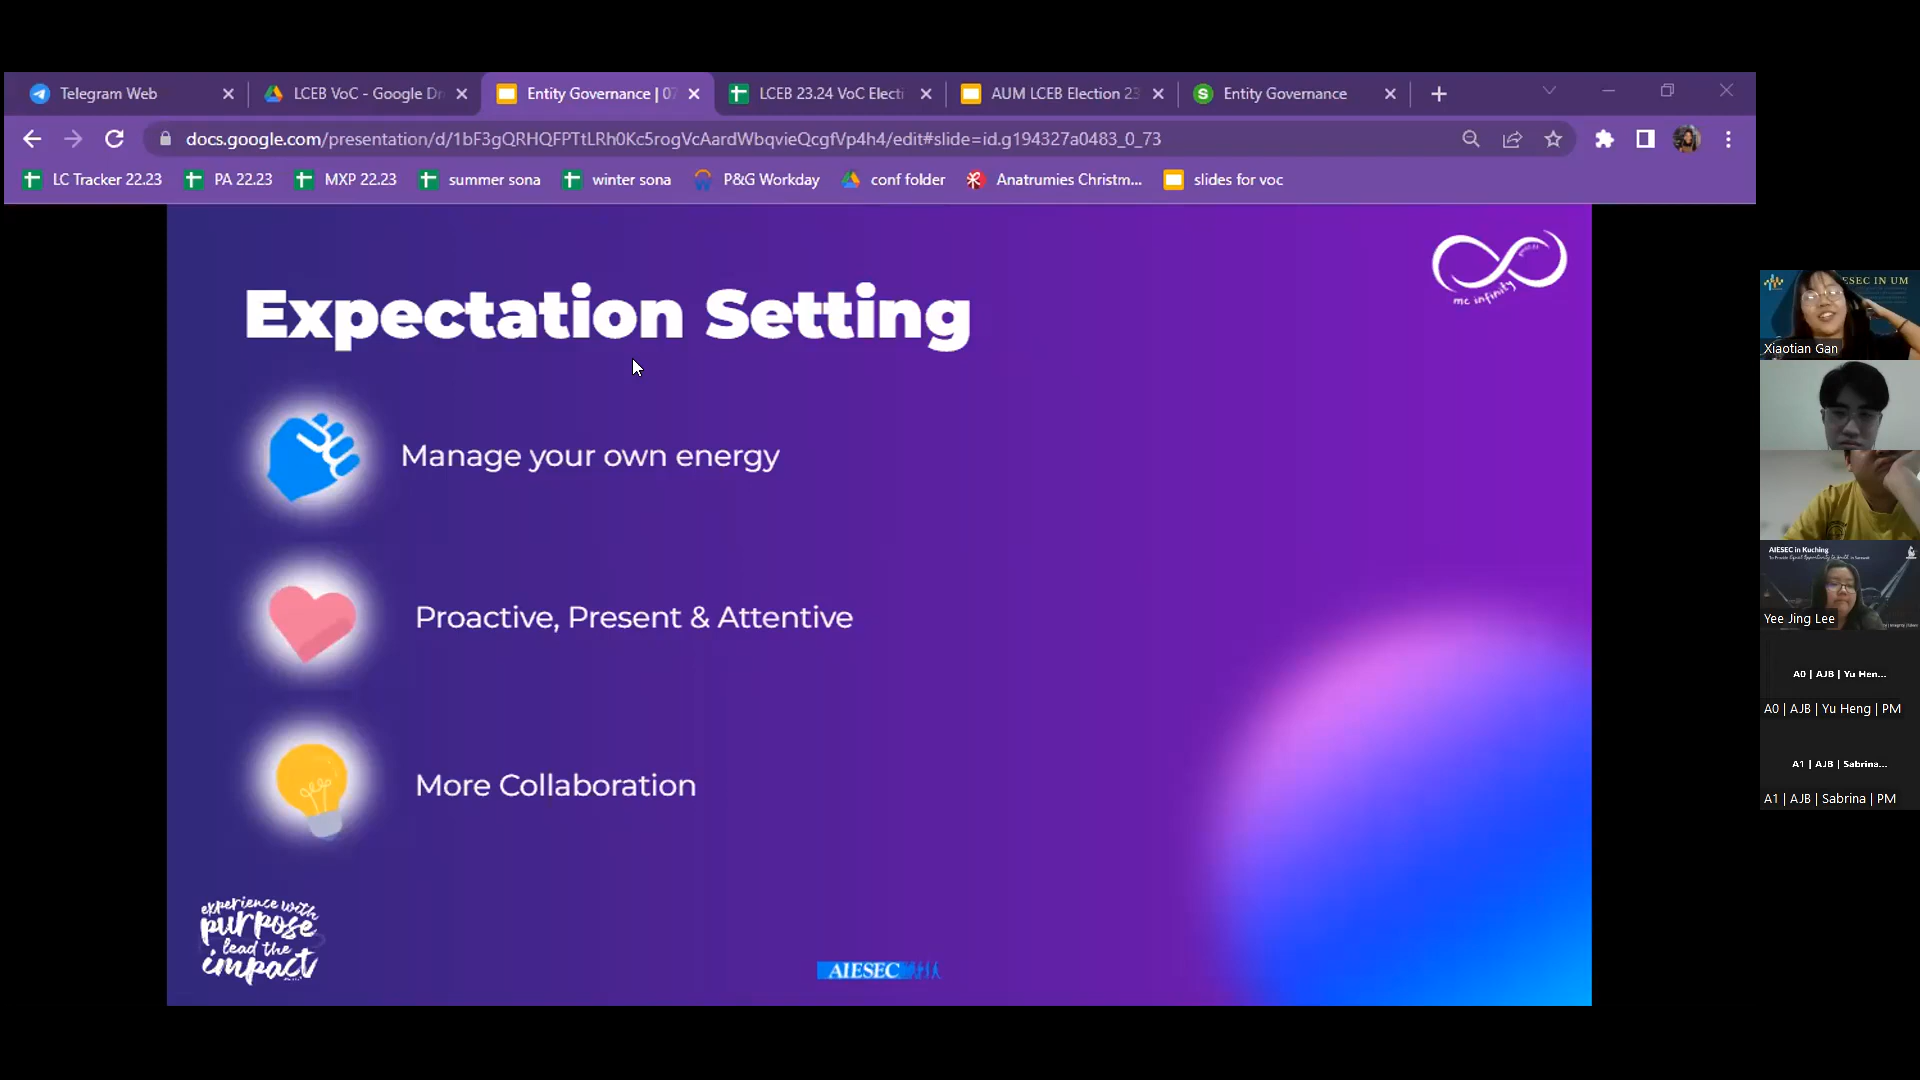 Telegram Web
LCEB VoC - Google Dr
Entity Governance | 07
LCEB 23.24 VoC Electi
AUM LCEB Election 23
Entity Governance
docs.google.com/presentation/d/1bF3gQRHQFPTtLRh0Kc5rogVcAardWbqvieQcgfVp4h4/edit#slide=id.g194327a0483_0_73
LC Tracker 22.23
PA 22.23
MXP 22.23
summer sona
winter sona
P&G Workday
conf folder
Anatrumies Christm...
slides for voc
mc infinity
Expectation Setting
Manage your own energy
Proactive, Present & Attentive
More Collaboration
experience with
purpose
lead the
impact
AIESEC
ESEC IN UM
Xiaotian Gan
AIESEC in Kuching
Yee Jing Lee
A0 | AJB | Yu Hen...
A0 | AJB | Yu Heng | PM
A1 | AJB | Sabrina...
A1 | AJB | Sabrina | PM